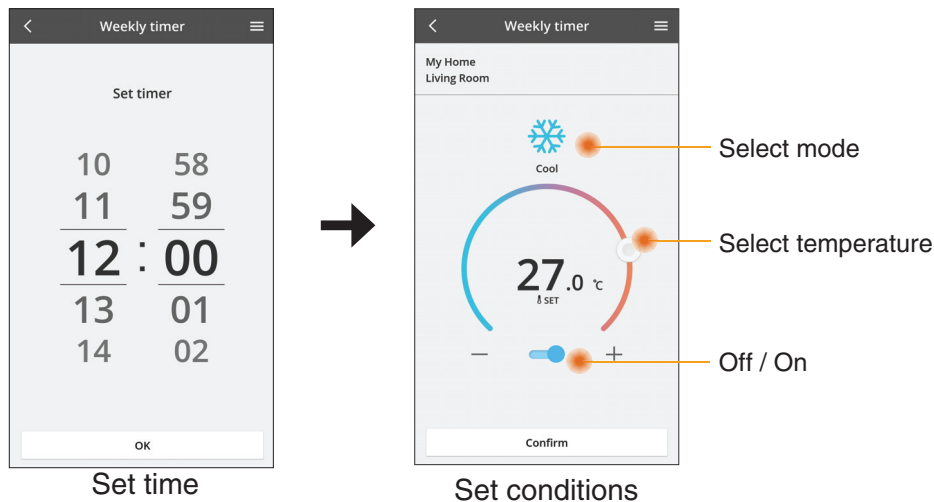 Weekly timer
Set timer
10 58
11 59
12 : 00
13 01
14 02
OK
Set time
Weekly timer
My Home
Living Room
Cool
27.0 °C
SET
− +
Confirm
Set conditions
Select mode
Select temperature
Off / On